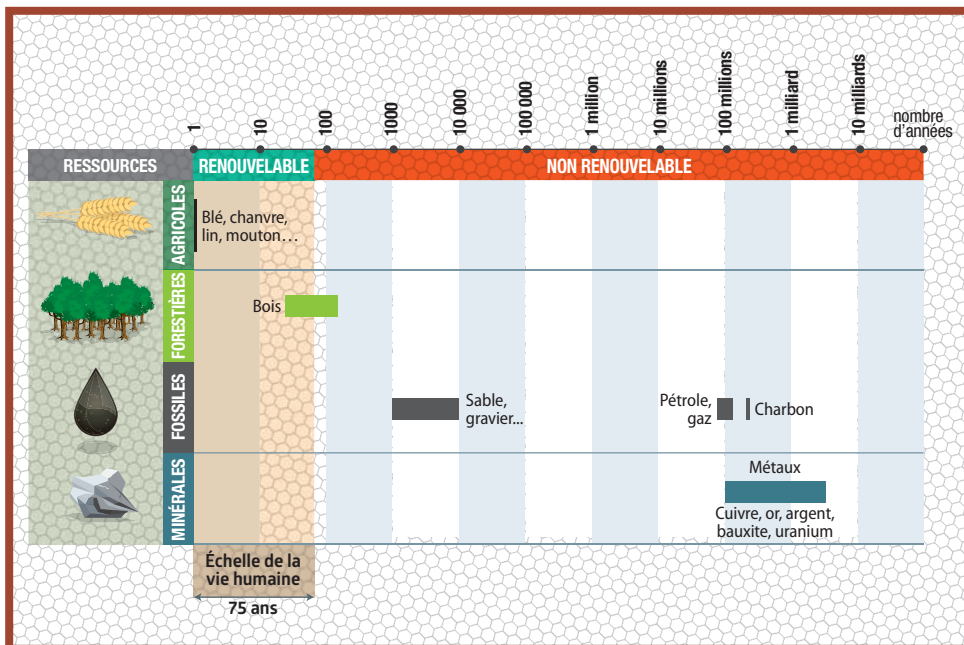 1
10
100
1000
10 000
100 000
1 million
10 millions
100 millions
1 milliard
10 milliards
nombre
d'années
RESSOURCES
RENOUVELABLE
NON RENOUVELABLE
AGRICOLES
Blé, chanvre,
lin, mouton...
FORESTIÈRES
Bois
FOSSILES
Sable,
gravier...
Pétrole,
gaz
Charbon
MINÉRALES
Métaux
Cuivre, or, argent,
bauxite, uranium
Échelle de la
vie humaine
75 ans